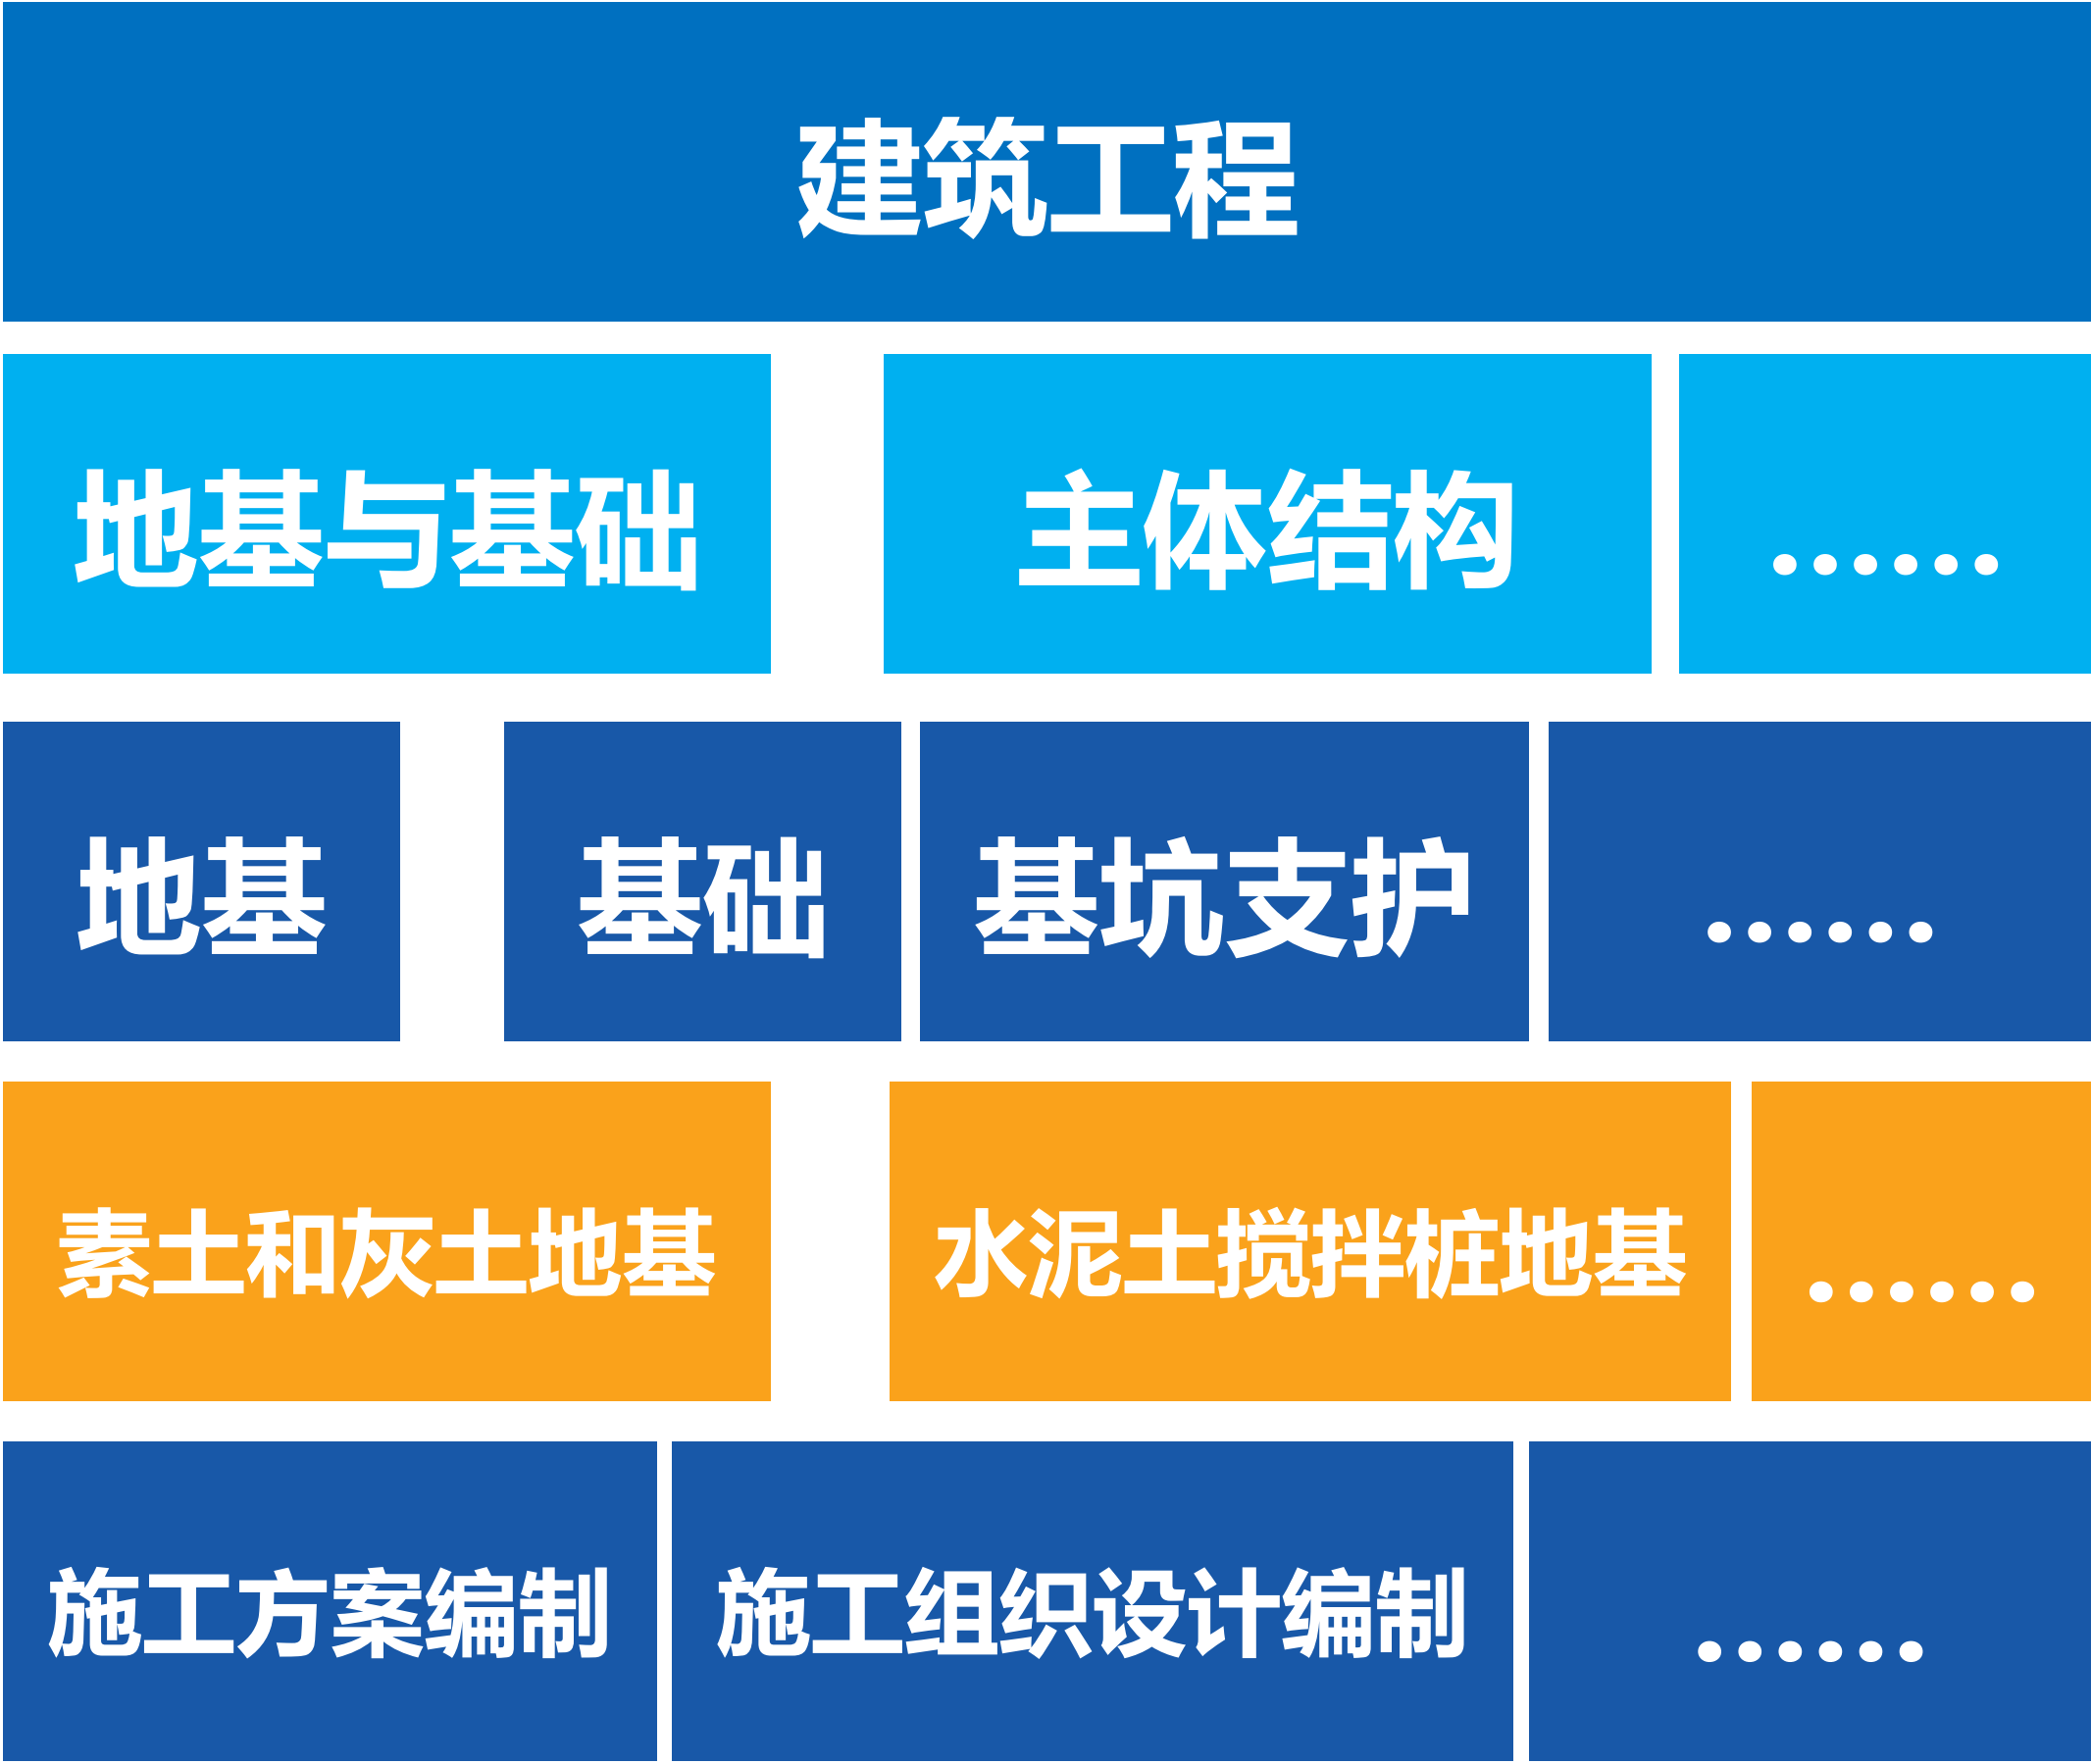 建筑工程
地基与基础 主体结构 ……
地基 基础 基坑支护 ……
素土和灰土地基 水泥土搅拌桩地基 ……
施工方案编制 施工组织设计编制 ……